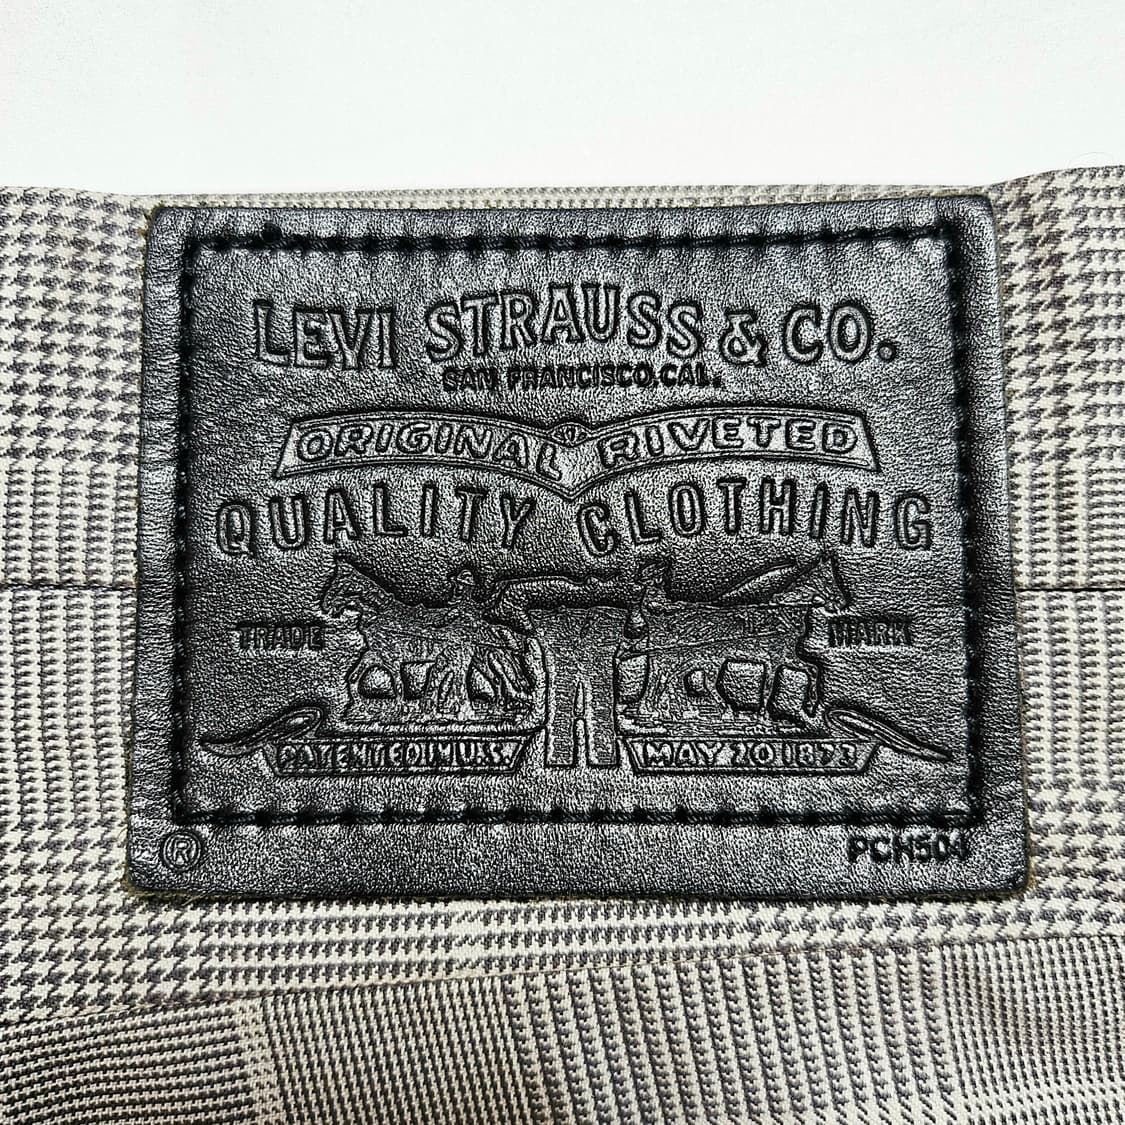 LEVI STRAUSS & CO.
SAN FRANCISCO, CAL.
ORIGINAL RIVETED
QUALITY CLOTHING
TRADE MARK
PATENTED IN U.S. MAY 20 1873
® PCH504